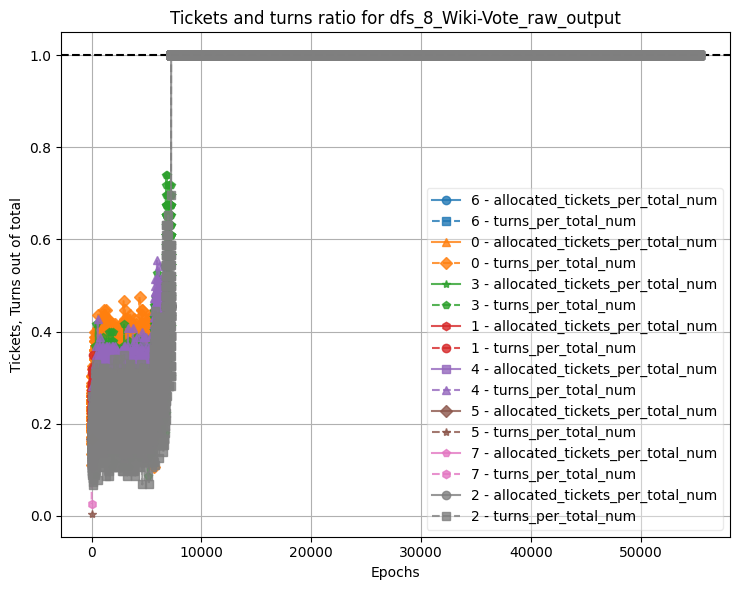 Tickets and turns ratio for dfs_8_Wiki-Vote_raw_output
Tickets, Turns out of total
1.0
0.8
0.6
0.4
0.2
0.0
6 - allocated_tickets_per_total_num
6 - turns_per_total_num
0 - allocated_tickets_per_total_num
0 - turns_per_total_num
3 - allocated_tickets_per_total_num
3 - turns_per_total_num
1 - allocated_tickets_per_total_num
1 - turns_per_total_num
4 - allocated_tickets_per_total_num
4 - turns_per_total_num
5 - allocated_tickets_per_total_num
5 - turns_per_total_num
7 - allocated_tickets_per_total_num
7 - turns_per_total_num
2 - allocated_tickets_per_total_num
2 - turns_per_total_num
0 10000 20000 30000 40000 50000
Epochs